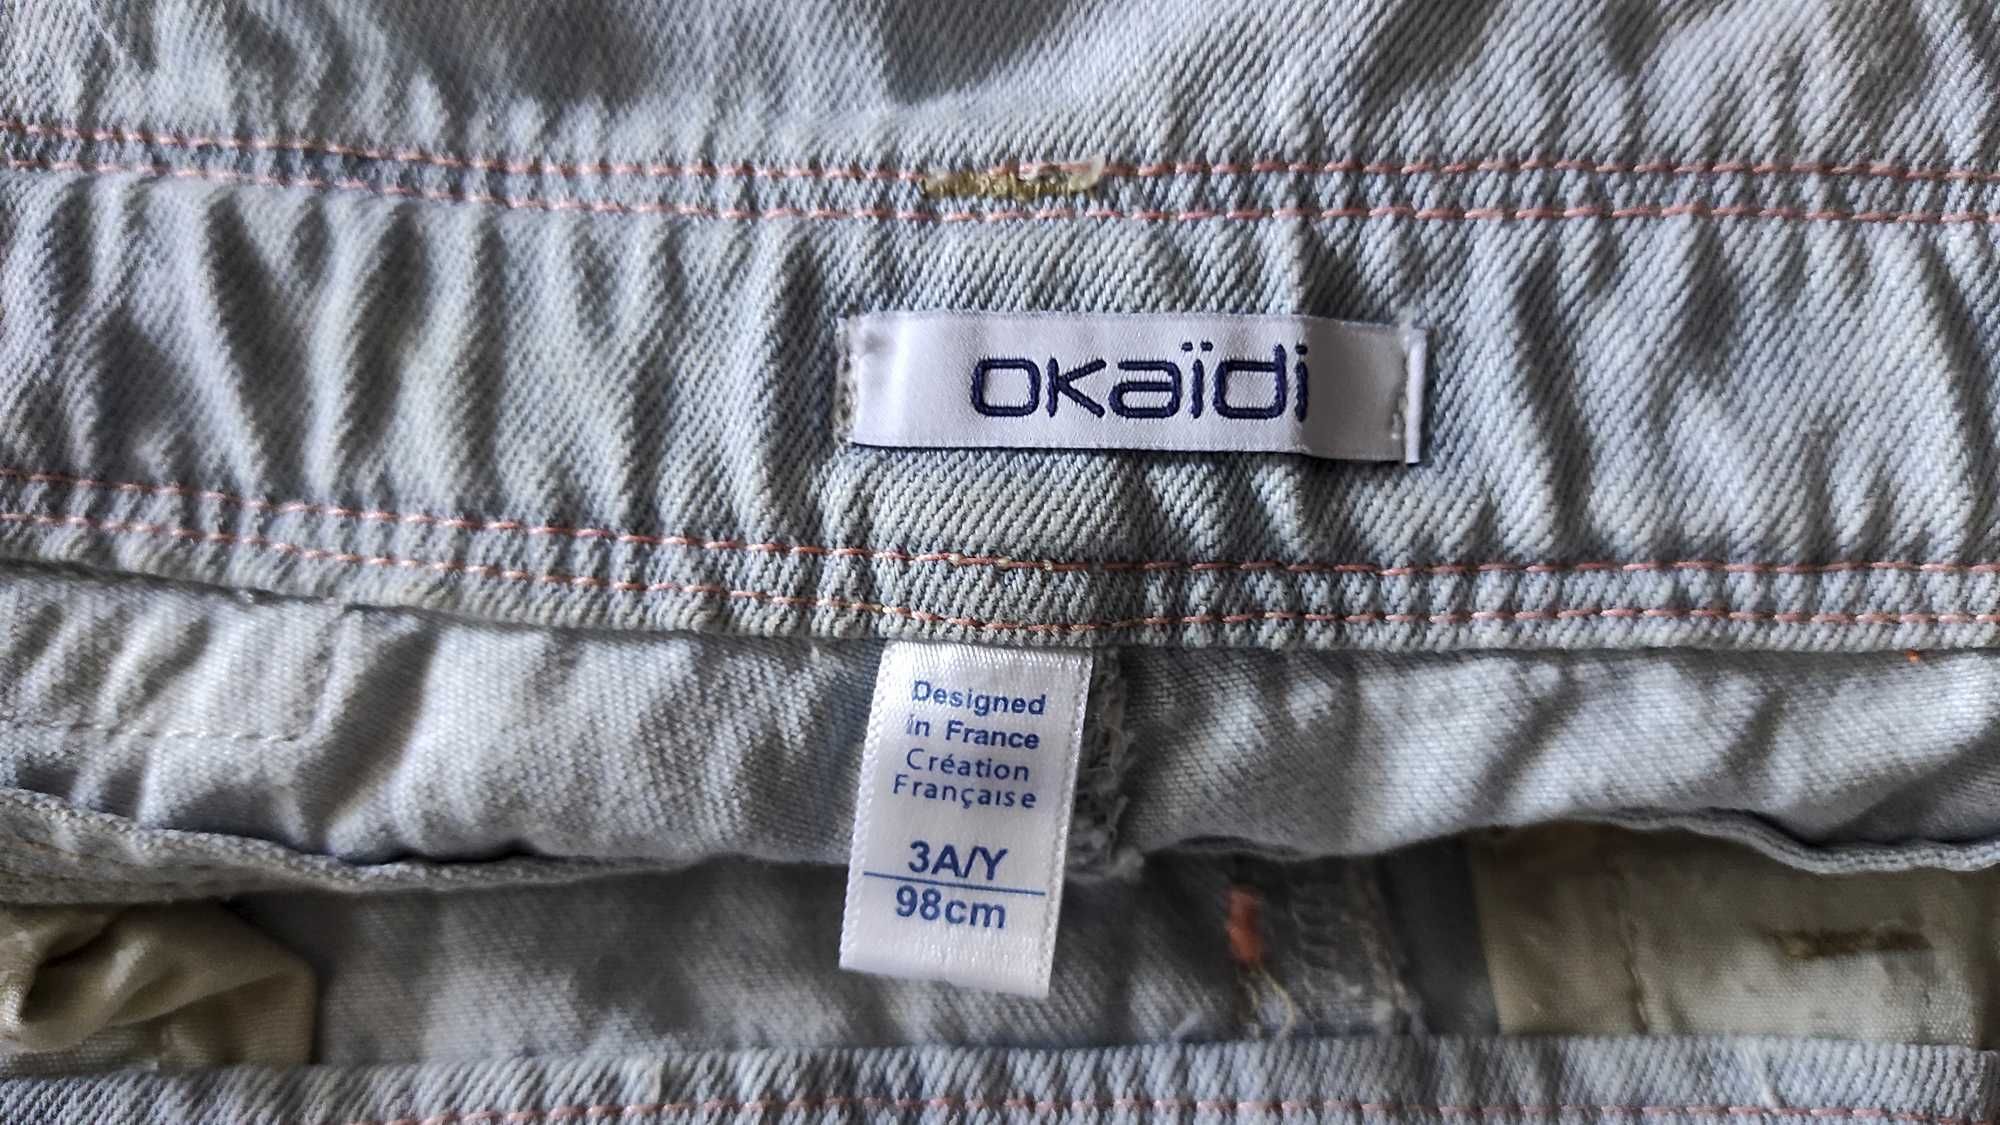 oKaïdi
Designed
in France
Création
Française
3A/Y
98cm